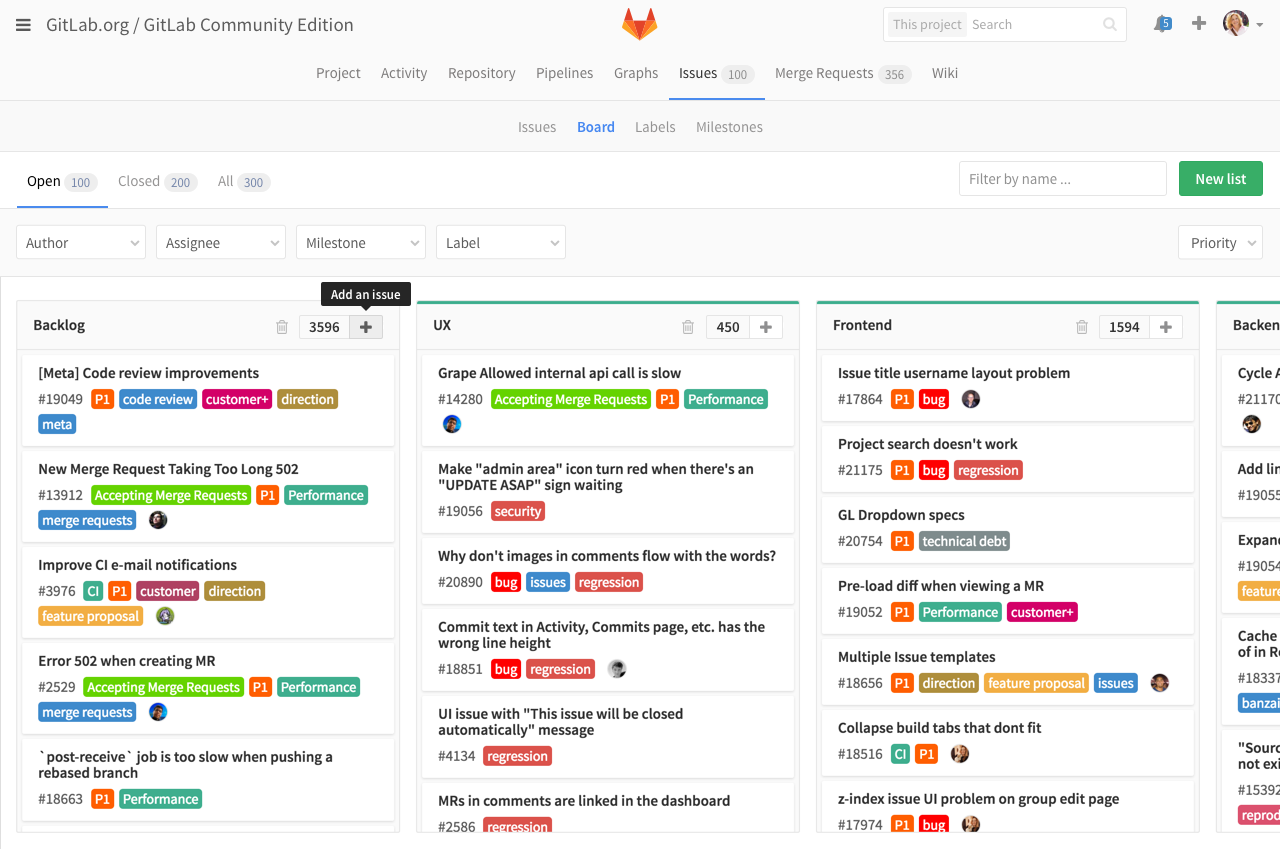 GitLab.org / GitLab Community Edition
This project Search
5
Project Activity Repository Pipelines Graphs Issues 100 Merge Requests 356 Wiki
Issues Board Labels Milestones
Open 100 Closed 200 All 300
Filter by name ...
New list
Author Assignee Milestone Label Priority
Add an issue
Backlog 3596
[Meta] Code review improvements
#19049 P1 code review customer+ direction
meta
New Merge Request Taking Too Long 502
#13912 Accepting Merge Requests P1 Performance
merge requests
Improve CI e-mail notifications
#3976 CI P1 customer direction
feature proposal
Error 502 when creating MR
#2529 Accepting Merge Requests P1 Performance
merge requests
`post-receive` job is too slow when pushing a
rebased branch
#18663 P1 Performance
UX 450
Grape Allowed internal api call is slow
#14280 Accepting Merge Requests P1 Performance
Make "admin area" icon turn red when there's an
"UPDATE ASAP" sign waiting
#19056 security
Why don't images in comments flow with the words?
#20890 bug issues regression
Commit text in Activity, Commits page, etc. has the
wrong line height
#18851 bug regression
UI issue with "This issue will be closed
automatically" message
#4134 regression
MRs in comments are linked in the dashboard
#2586 regression
Frontend 1594
Issue title username layout problem
#17864 P1 bug
Project search doesn't work
#21175 P1 bug regression
GL Dropdown specs
#20754 P1 technical debt
Pre-load diff when viewing a MR
#19052 P1 Performance customer+
Multiple Issue templates
#18656 P1 direction feature proposal issues
Collapse build tabs that dont fit
#18516 CI P1
z-index issue UI problem on group edit page
#17974 P1 bug
Backen
Cycle A
#21170
Add lin
#19055
Expand
#19054
featur
Cache
of in Re
#18337
banzai
"Sourc
not exi
#15392
reprod